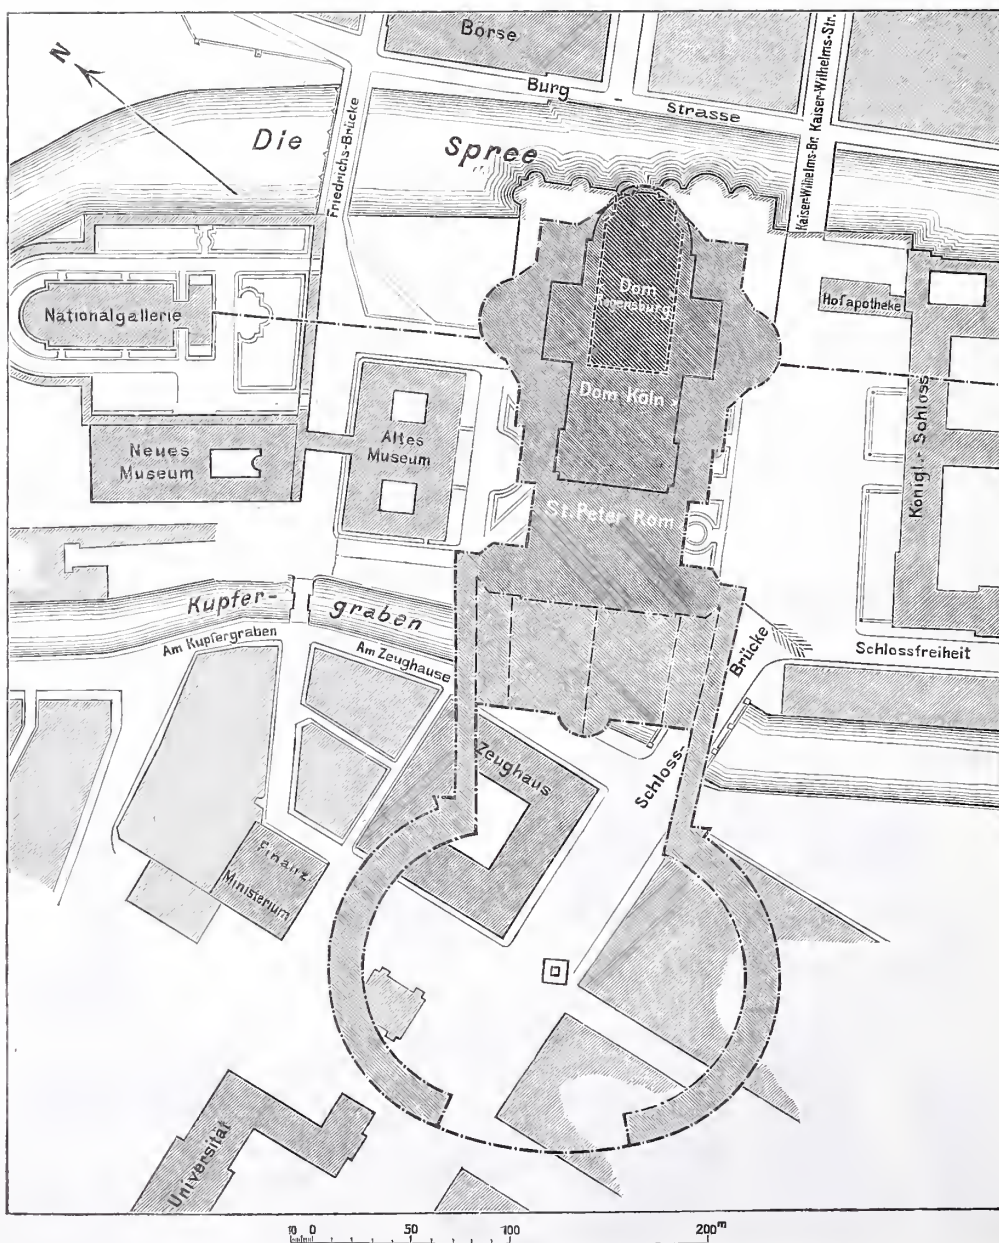 Börse
N
Burg
Strasse
Kaiser-Wilhelms-Br. Kaiser-Wilhelms-Str.
Friedrichs-Brücke
Die
Spree
Nationalgallerie
Dom
Hofapotheke
Dom Köln
Neues
Museum
Altes
Museum
Königl. Schloss
St. Peter Rom
Kupfer-
graben
Am Kupfergraben
Am Zeughause
Schloss-
Brücke
Schlossfreiheit
Zeughaus
Finanz-
Ministerium
Universität
10 0 50 100 200m